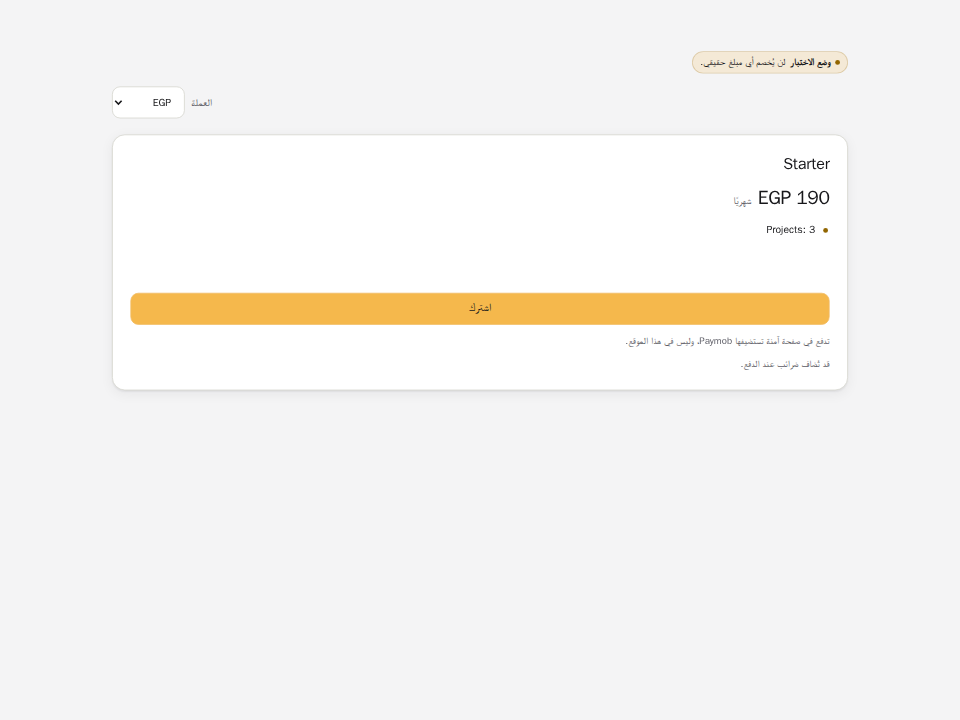 وضع الاختبار لن يُخصم أي مبلغ حقيقي.
العملة EGP
Starter
EGP 190 شهريًا
Projects: 3
اشترك
تدفع في صفحة آمنة تستضيفها Paymob، وليس في هذا الموقع.
قد تُضاف ضرائب عند الدفع.